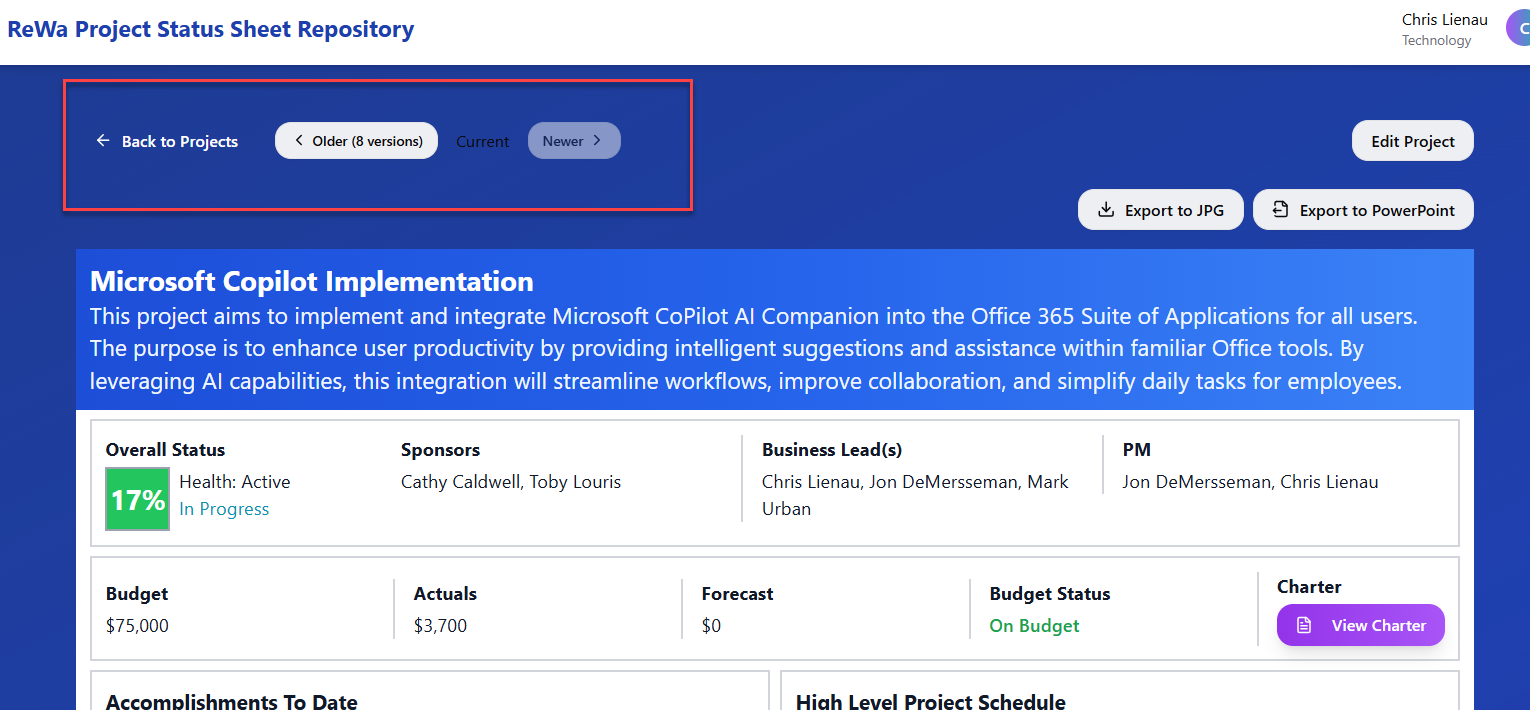 ReWa Project Status Sheet Repository
Chris Lienau
Technology
C
Back to Projects
Older (8 versions)
Current
Newer
Edit Project
Export to JPG
Export to PowerPoint
Microsoft Copilot Implementation
This project aims to implement and integrate Microsoft CoPilot AI Companion into the Office 365 Suite of Applications for all users.
The purpose is to enhance user productivity by providing intelligent suggestions and assistance within familiar Office tools. By
leveraging AI capabilities, this integration will streamline workflows, improve collaboration, and simplify daily tasks for employees.
Overall Status
17%
Health: Active
In Progress
Sponsors
Cathy Caldwell, Toby Louris
Business Lead(s)
Chris Lienau, Jon DeMersseman, Mark
Urban
PM
Jon DeMersseman, Chris Lienau
Budget
$75,000
Actuals
$3,700
Forecast
$0
Budget Status
On Budget
Charter
View Charter
Accomplishments To Date
High Level Project Schedule